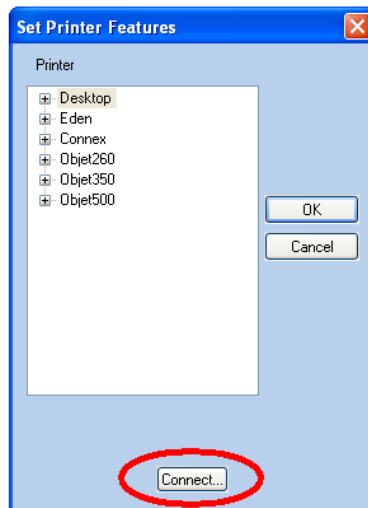 Set Printer Features
Printer
Desktop
Eden
Connex
Objet260
Objet350
Objet500
OK
Cancel
Connect...